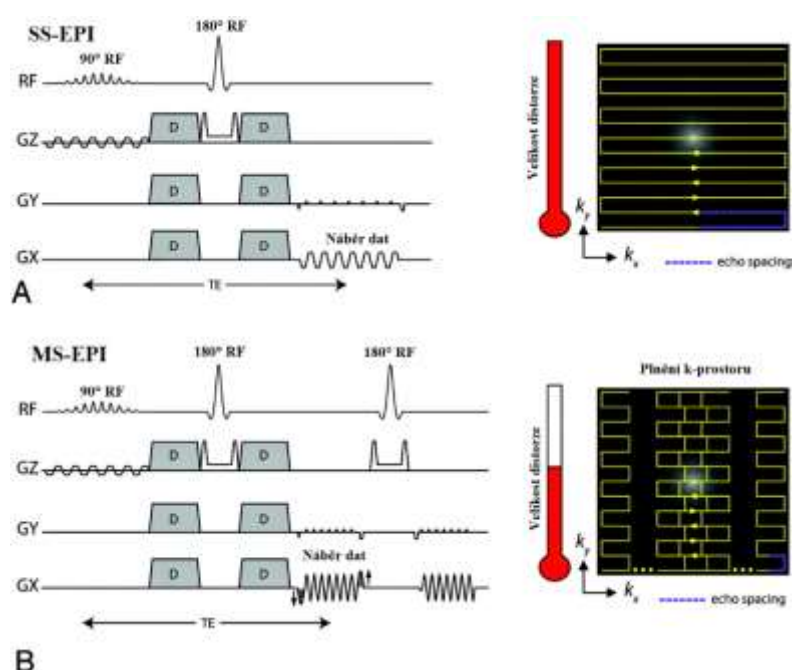 SS-EPI
180° RF
90° RF
RF
GZ
D
D
GY
D
D
Náběr dat
GX
D
D
TE
A
Velikost distorze
ky
kx
echo spacing
MS-EPI
180° RF
180° RF
90° RF
RF
GZ
D
D
GY
D
D
Náběr dat
GX
D
D
TE
B
Plnění k-prostoru
Velikost distorze
ky
kx
echo spacing